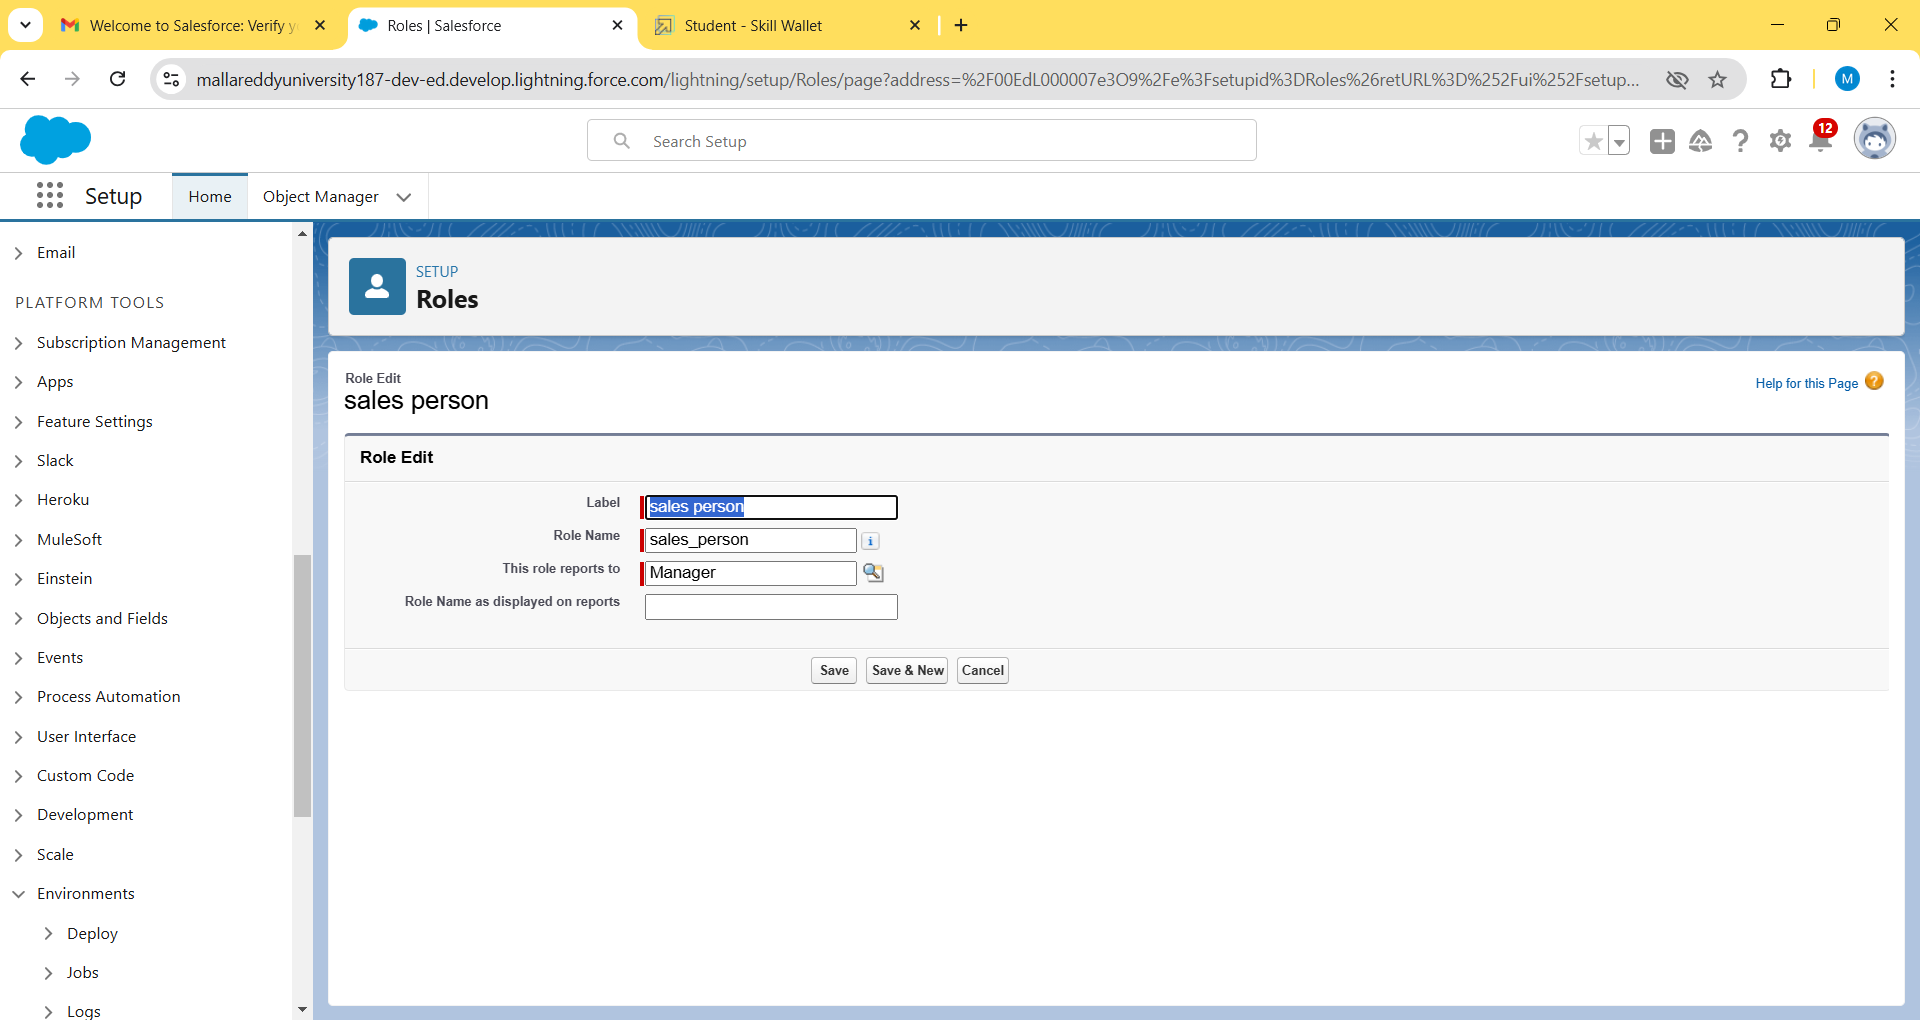 Welcome to Salesforce: Verify y
Roles | Salesforce
Student - Skill Wallet
mallareddyuniversity187-dev-ed.develop.lightning.force.com/lightning/setup/Roles/page?address=%2F00EdL000007e3O9%2Fe%3Fsetupid%3DRoles%26retURL%3D%252Fui%252Fsetup...
M
Search Setup
12
Setup
Home
Object Manager
Email
PLATFORM TOOLS
Subscription Management
Apps
Feature Settings
Slack
Heroku
MuleSoft
Einstein
Objects and Fields
Events
Process Automation
User Interface
Custom Code
Development
Scale
Environments
Deploy
Jobs
Logs
SETUP
Roles
Role Edit
sales person
Help for this Page ?
Role Edit
Label sales person
Role Name sales_person i
This role reports to Manager
Role Name as displayed on reports
Save Save & New Cancel